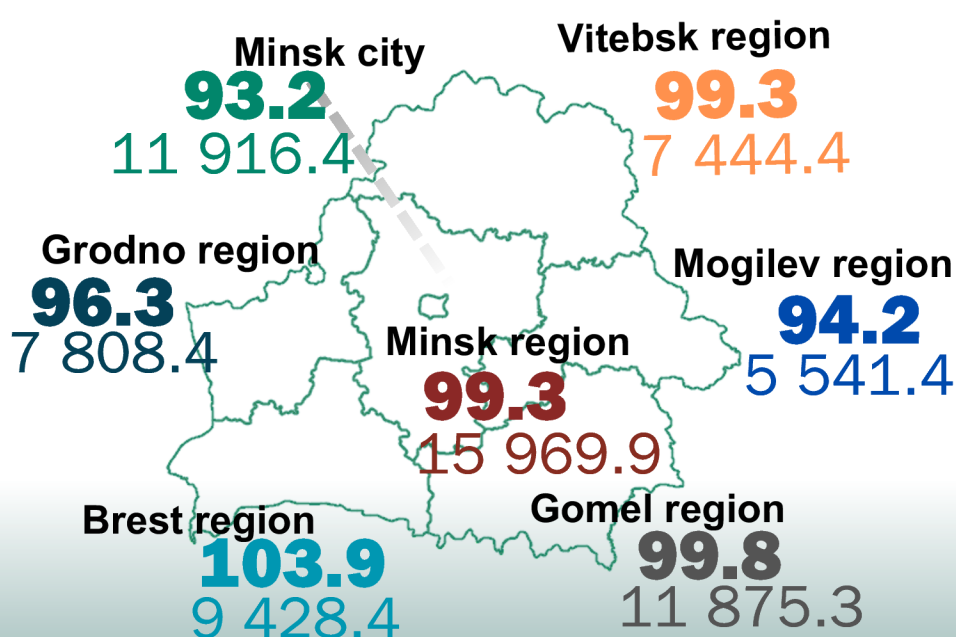 Minsk city
93.2
11 916.4
Vitebsk region
99.3
7 444.4
Grodno region
96.3
7 808.4
Mogilev region
94.2
5 541.4
Minsk region
99.3
15 969.9
Brest region
103.9
9 428.4
Gomel region
99.8
11 875.3